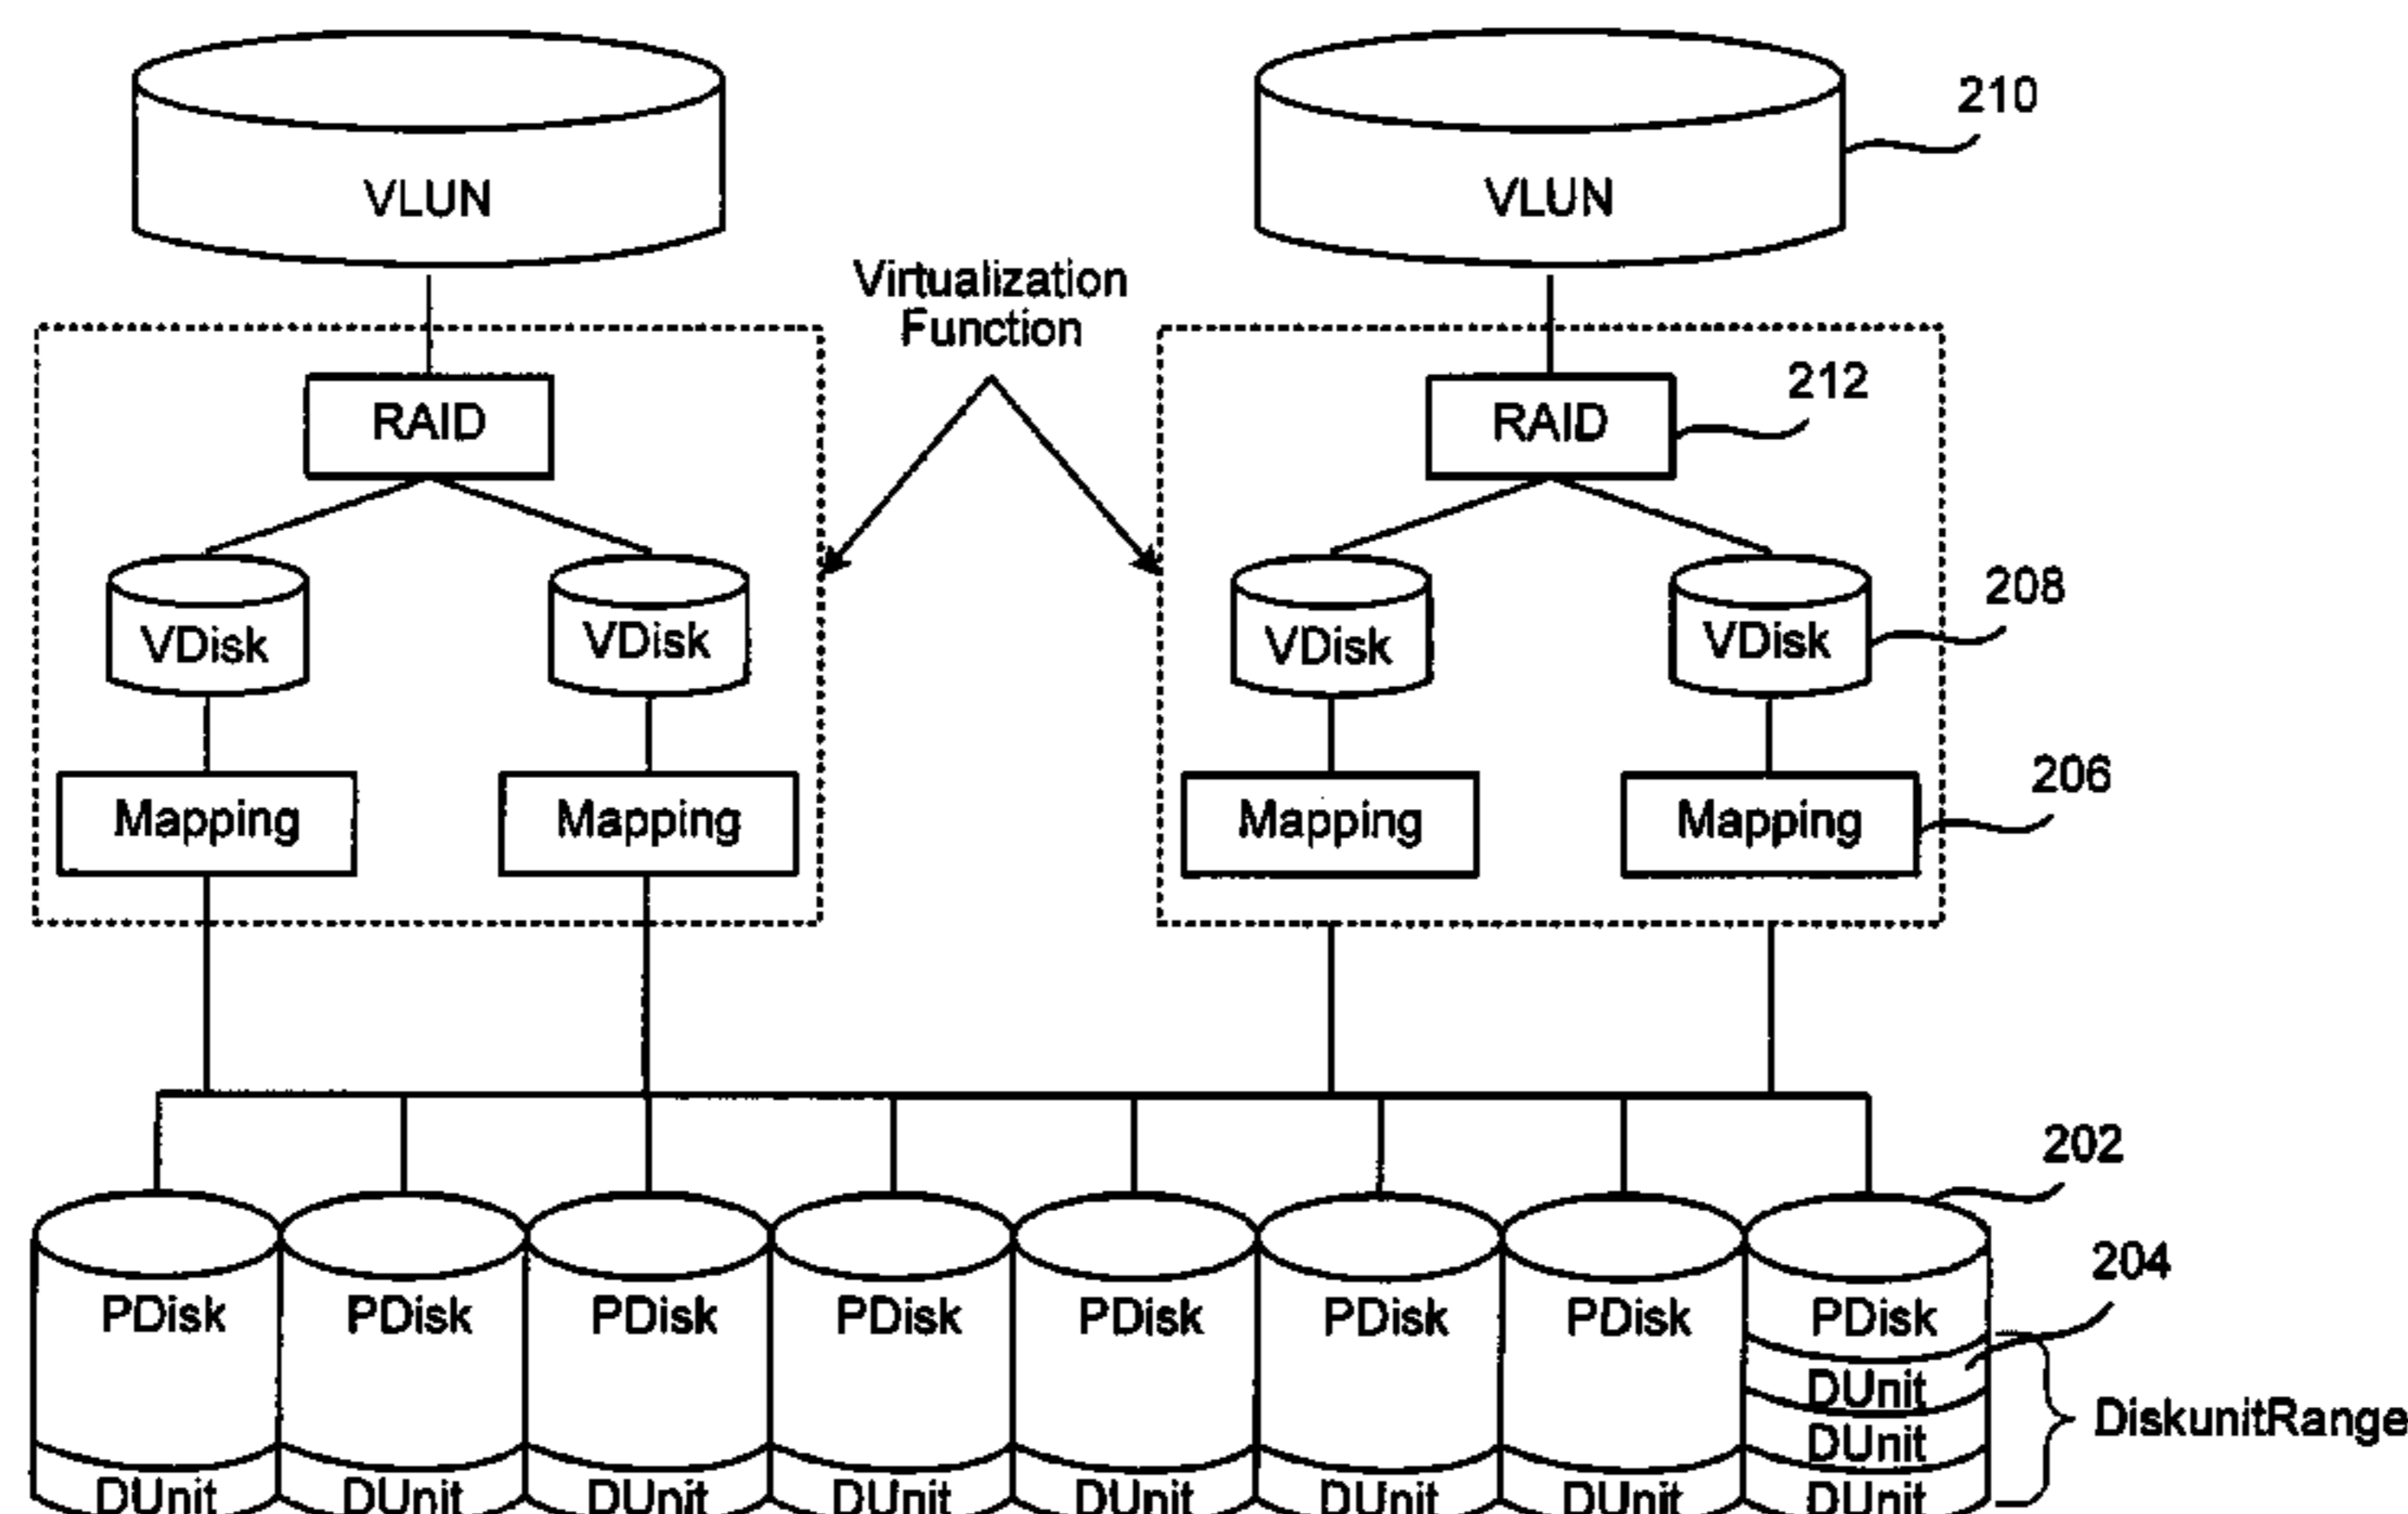 210
VLUN
VLUN
Virtualization
Function
212
RAID
RAID
208
VDisk
VDisk
VDisk
VDisk
206
Mapping
Mapping
Mapping
Mapping
202
204
PDisk
PDisk
PDisk
PDisk
PDisk
PDisk
PDisk
PDisk
DUnit
DiskunitRange
DUnit
DUnit
DUnit
DUnit
DUnit
DUnit
DUnit
DUnit
DUnit